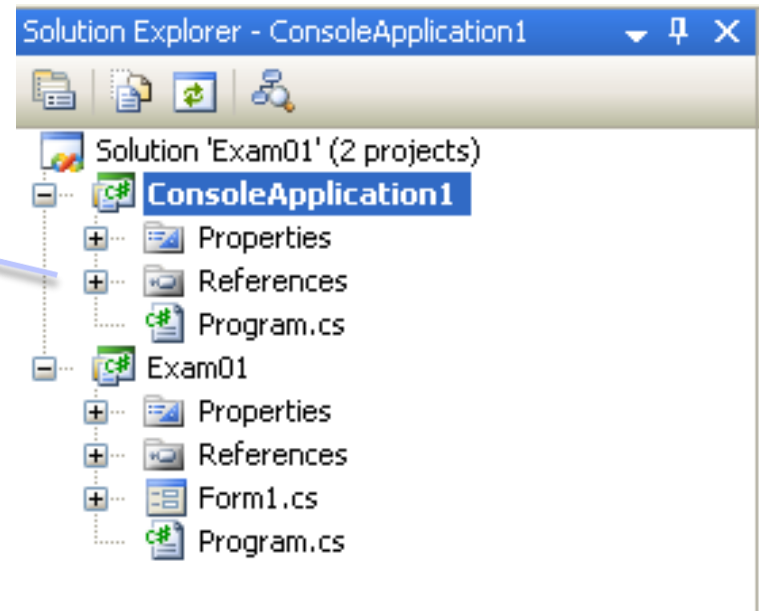 Solution Explorer - ConsoleApplication1
Solution 'Exam01' (2 projects)
ConsoleApplication1
Properties
References
Program.cs
Exam01
Properties
References
Form1.cs
Program.cs